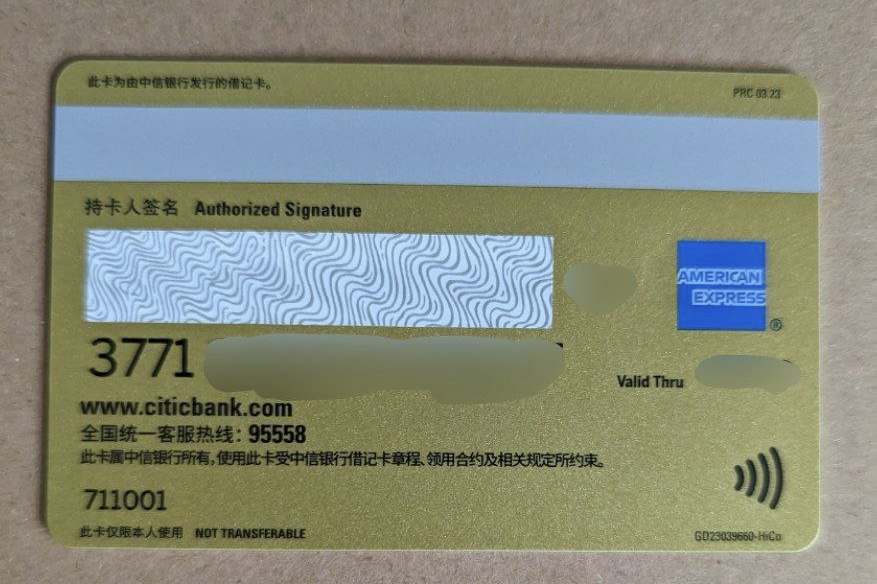 此卡为由中信银行发行的借记卡。
PRC 03.23
持卡人签名 Authorized Signature
AMERICAN
EXPRESS
®
3771
Valid Thru
www.citicbank.com
全国统一客服热线：95558
此卡属中信银行所有，使用此卡受中信银行借记卡章程、领用合约及相关规定所约束。
711001
此卡仅限本人使用 NOT TRANSFERABLE
GD23039660-HiCo